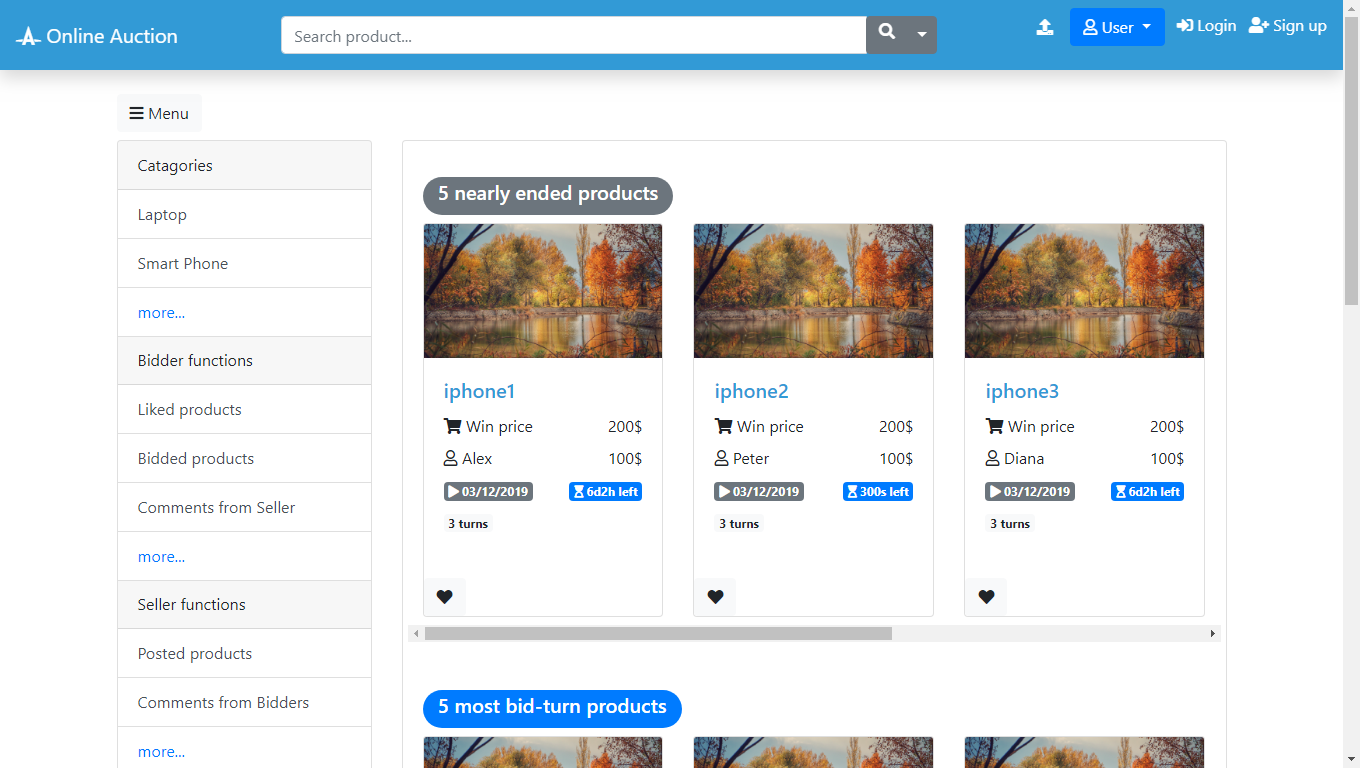 Online Auction
Search product...
User
Login
Sign up
Menu
Catagories
Laptop
Smart Phone
more...
Bidder functions
Liked products
Bidded products
Comments from Seller
more...
Seller functions
Posted products
Comments from Bidders
more...
5 nearly ended products
iphone1
Win price 200$
Alex 100$
03/12/2019 6d2h left
3 turns
iphone2
Win price 200$
Peter 100$
03/12/2019 300s left
3 turns
iphone3
Win price 200$
Diana 100$
03/12/2019 6d2h left
3 turns
5 most bid-turn products